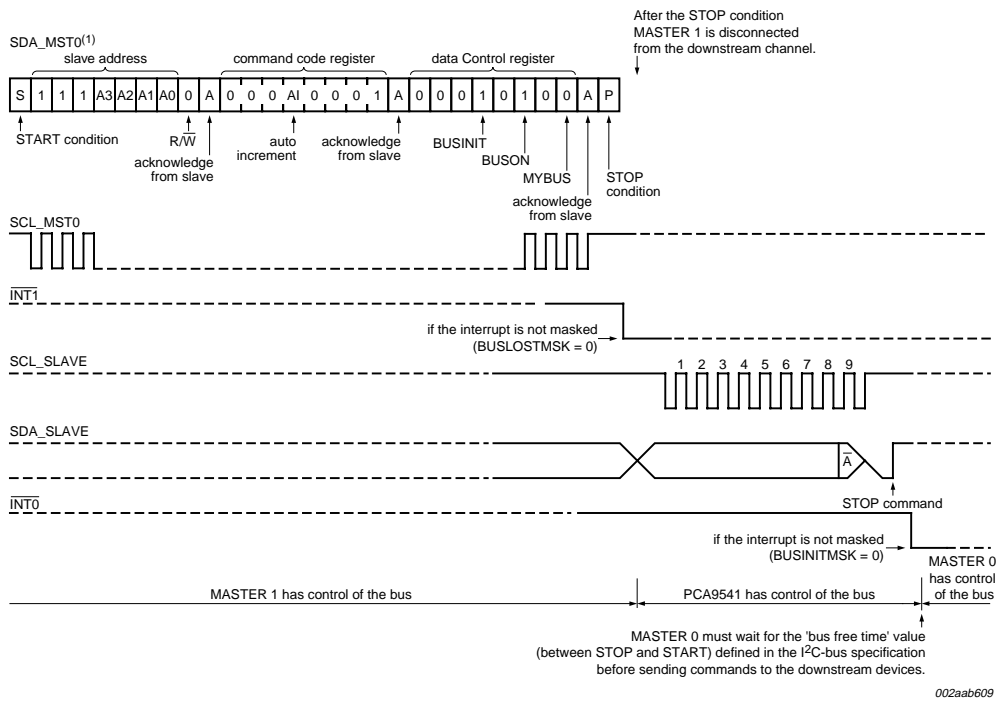 After the STOP condition
MASTER 1 is disconnected
from the downstream channel.
SDA_MST0(1)
slave address
command code register
data Control register
S 1 1 1 A3 A2 A1 A0 0 A 0 0 0 AI 0 0 0 1 A 0 0 0 1 0 1 0 0 A P
START condition
R/W
acknowledge
from slave
auto
increment
acknowledge
from slave
BUSINIT
BUSON
MYBUS
acknowledge
from slave
STOP
condition
SCL_MST0
INT1
if the interrupt is not masked
(BUSLOSTMSK = 0)
SCL_SLAVE
1 2 3 4 5 6 7 8 9
SDA_SLAVE
A
STOP command
INT0
if the interrupt is not masked
(BUSINITMSK = 0)
MASTER 1 has control of the bus
PCA9541 has control of the bus
MASTER 0
has control
of the bus
MASTER 0 must wait for the 'bus free time' value
(between STOP and START) defined in the I2C-bus specification
before sending commands to the downstream devices.
002aab609